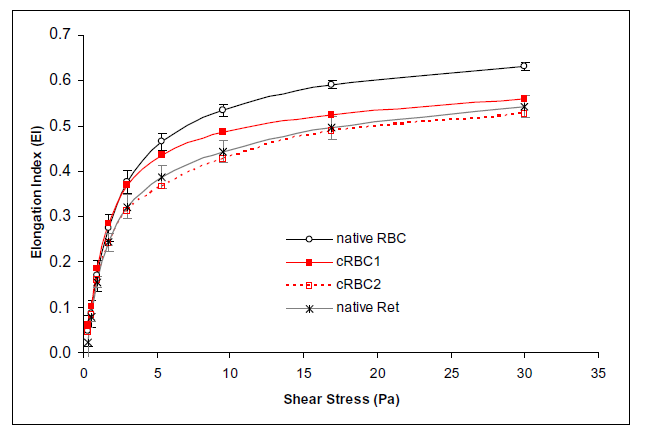 0.7
0.6
0.5
0.4
0.3
0.2
0.1
0.0
Elongation Index (EI)
native RBC
cRBC1
cRBC2
native Ret
0 5 10 15 20 25 30 35
Shear Stress (Pa)